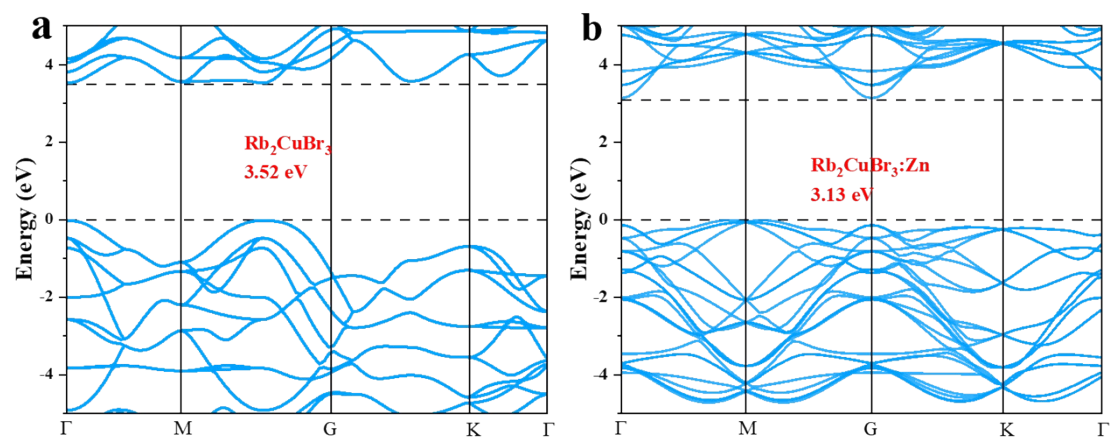 a
Energy (eV)
4
2
0
-2
-4
Rb₂CuBr₃
3.52 eV
Γ M G K Γ
b
Energy (eV)
4
2
0
-2
-4
Rb₂CuBr₃:Zn
3.13 eV
Γ M G K Γ